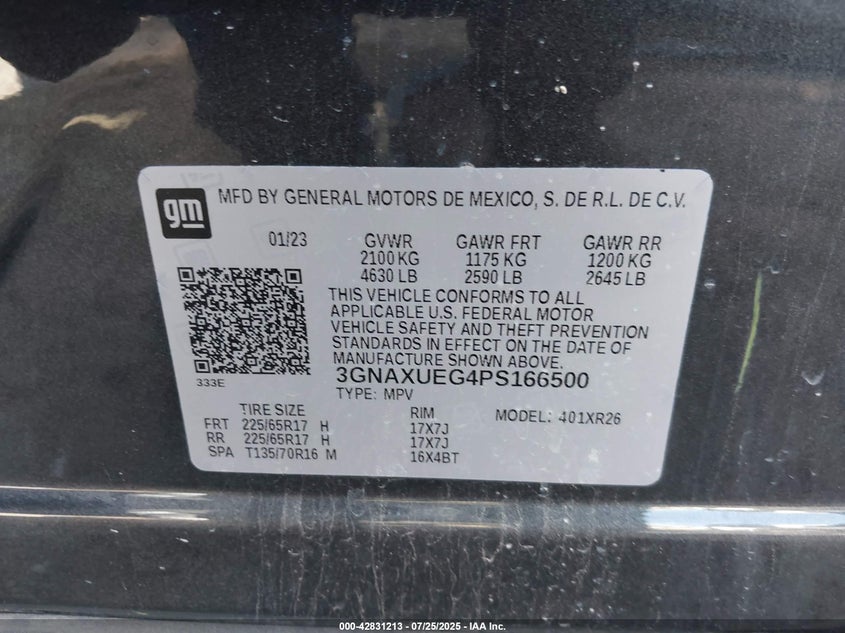 gm
MFD BY GENERAL MOTORS DE MEXICO, S. DE R.L. DE C.V.
01/23 GVWR GAWR FRT GAWR RR
2100 KG 1175 KG 1200 KG
4630 LB 2590 LB 2645 LB
THIS VEHICLE CONFORMS TO ALL
APPLICABLE U.S. FEDERAL MOTOR
VEHICLE SAFETY AND THEFT PREVENTION
STANDARDS IN EFFECT ON THE DATE OF
MANUFACTURE SHOWN ABOVE.
333E
3GNAXUEG4PS166500
TYPE: MPV
TIRE SIZE RIM MODEL: 401XR26
FRT 225/65R17 H 17X7J
RR 225/65R17 H 17X7J
SPA T135/70R16 M 16X4BT
000-42831213 - 07/25/2025 - IAA Inc.